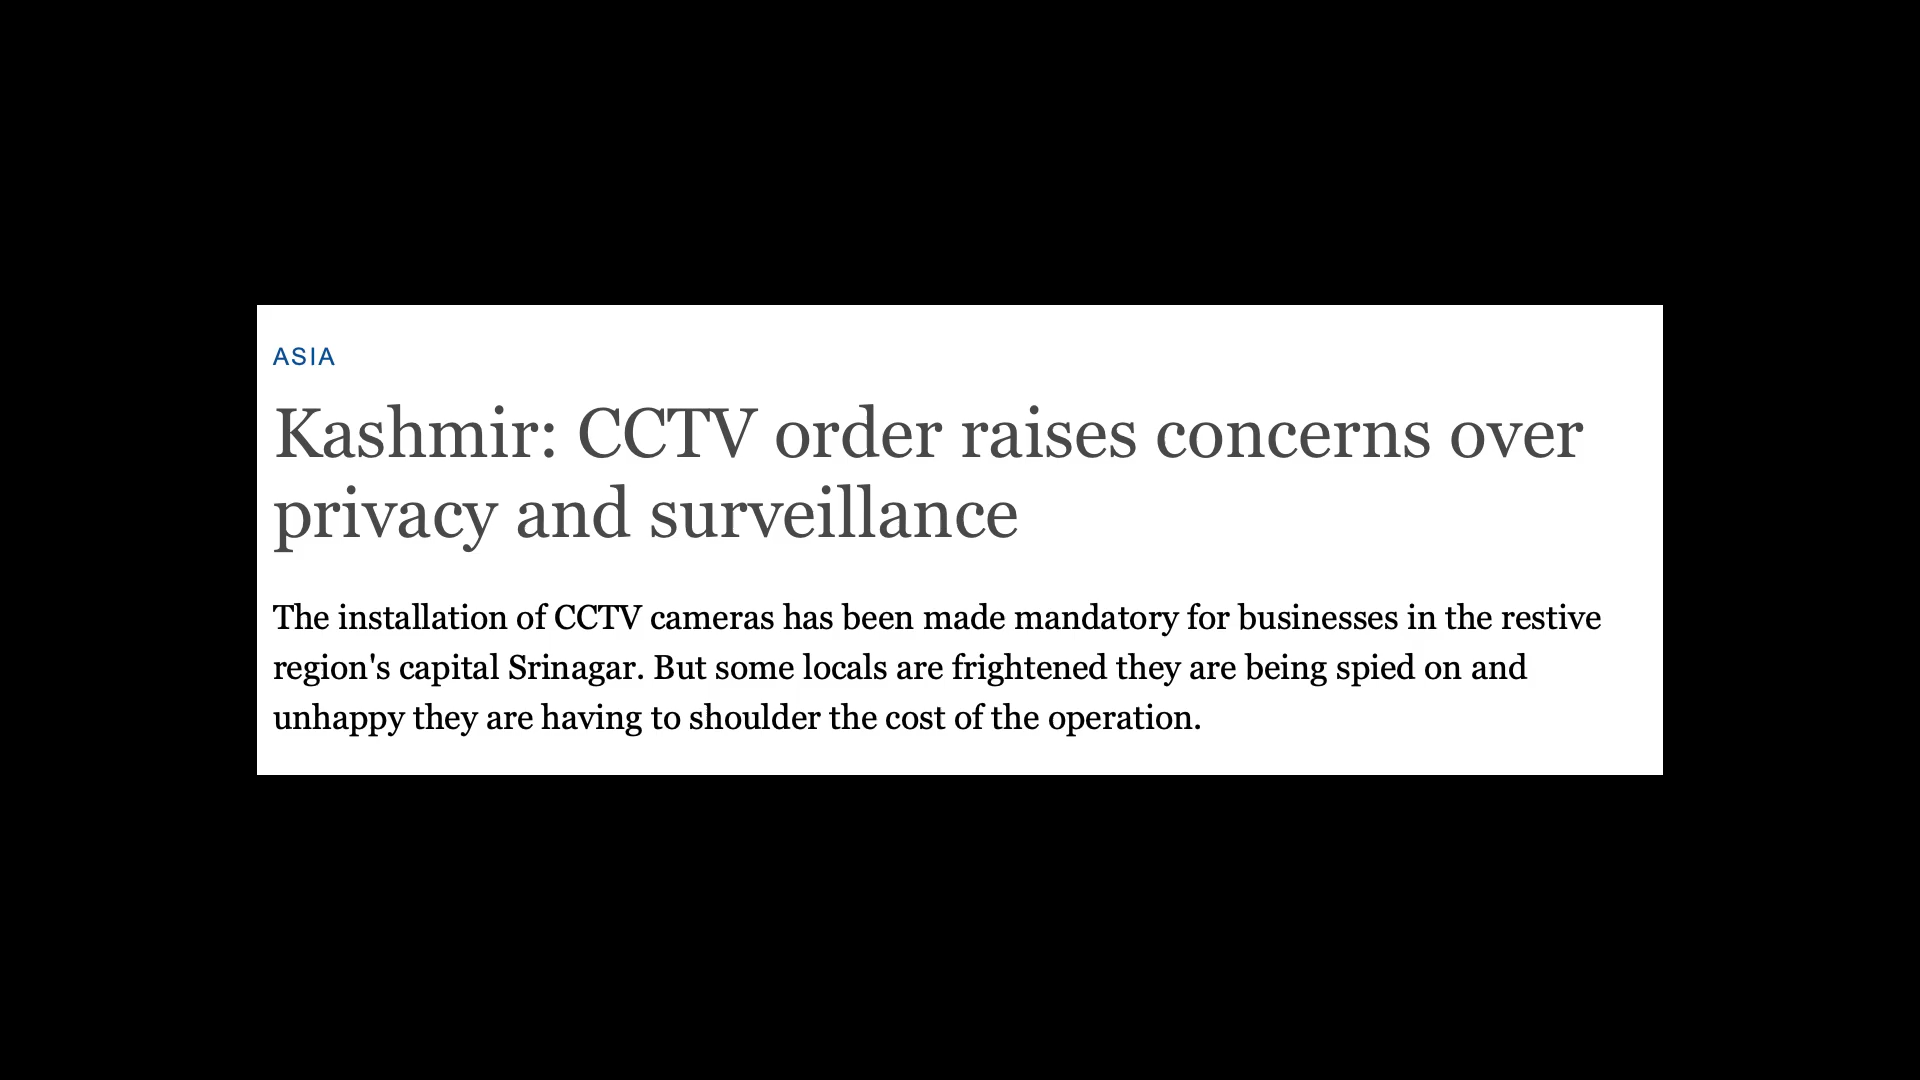 ASIA
Kashmir: CCTV order raises concerns over
privacy and surveillance
The installation of CCTV cameras has been made mandatory for businesses in the restive
region's capital Srinagar. But some locals are frightened they are being spied on and
unhappy they are having to shoulder the cost of the operation.